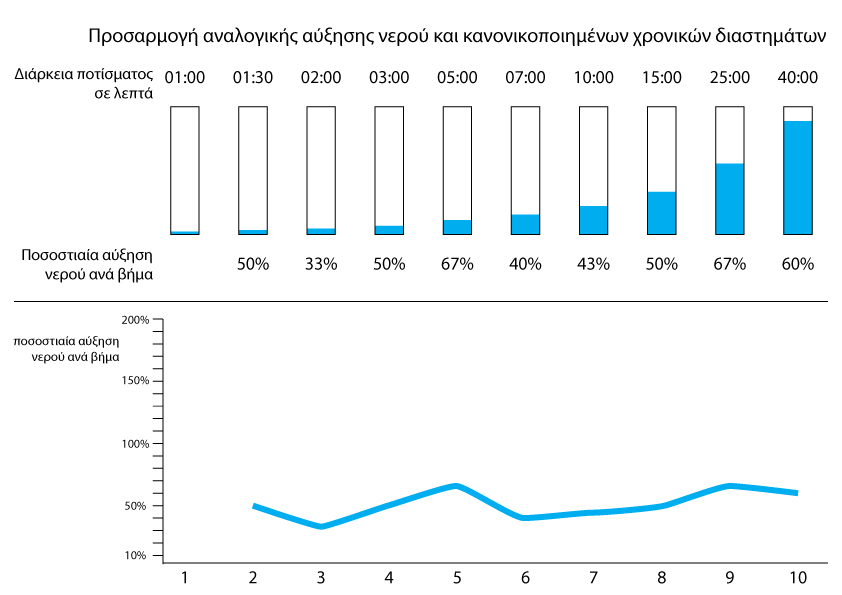 Προσαρμογή αναλογικής αύξησης νερού και κανονικοποιημένων χρονικών διαστημάτων
Διάρκεια ποτίσματος
σε λεπτά
01:00 01:30 02:00 03:00 05:00 07:00 10:00 15:00 25:00 40:00
Ποσοστιαία αύξηση
νερού ανά βήμα
50% 33% 50% 67% 40% 43% 50% 67% 60%
ποσοστιαία αύξηση
νερού ανά βήμα
200%
150%
100%
50%
10%
1 2 3 4 5 6 7 8 9 10